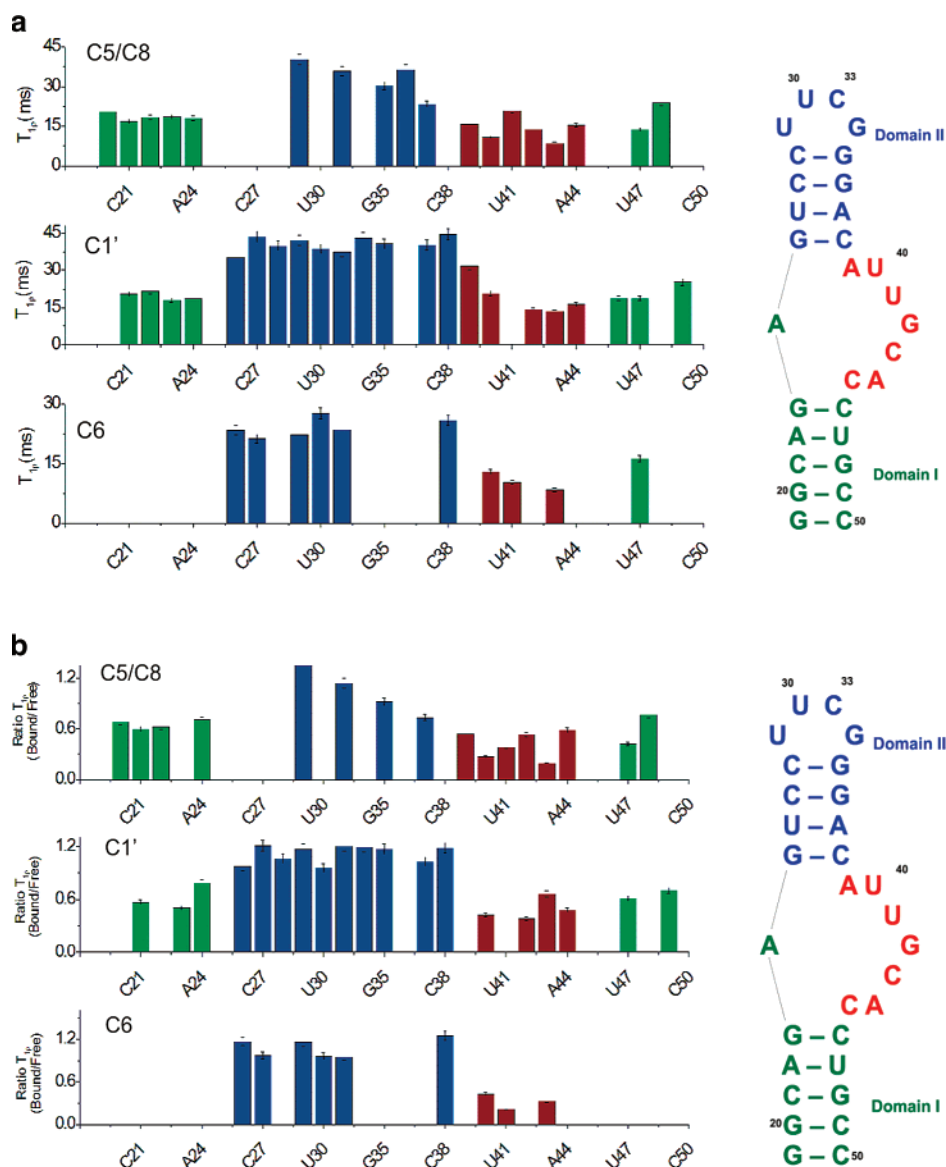 a
C5/C8
T1ρ(ms)
45
30
15
0
C21 A24 C27 U30 G35 C38 U41 A44 U47 C50
C1'
T1ρ(ms)
45
30
15
0
C21 A24 C27 U30 G35 C38 U41 A44 U47 C50
C6
T1ρ(ms)
30
15
0
C21 A24 C27 U30 G35 C38 U41 A44 U47 C50
30 33
U C
U G Domain II
C – G
C – G
U – A
G – C
A U 40
U
A G
C
C A
G – C
A – U
C – G Domain I
20 G – C
G – C 50
b
C5/C8
Ratio T1ρ
(Bound/Free)
1.2
0.6
0.0
C21 A24 C27 U30 G35 C38 U41 A44 U47 C50
C1'
Ratio T1ρ
(Bound/Free)
1.2
0.6
0.0
C21 A24 C27 U30 G35 C38 U41 A44 U47 C50
C6
Ratio T1ρ
(Bound/Free)
1.2
0.6
0.0
C21 A24 C27 U30 G35 C38 U41 A44 U47 C50
30 33
U C
U G Domain II
C – G
C – G
U – A
G – C
A U 40
U
A G
C
C A
G – C
A – U
C – G Domain I
20 G – C
G – C 50